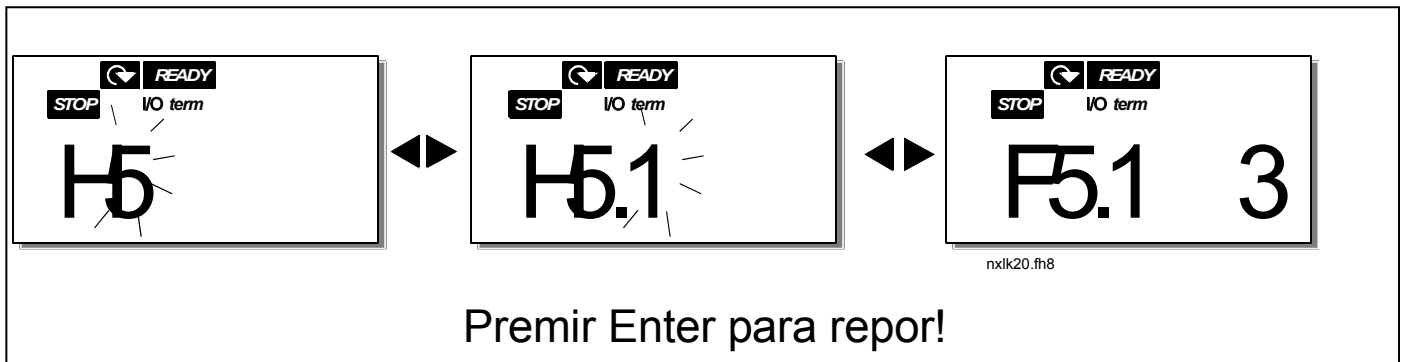 READY
STOP I/O term
H5
READY
STOP I/O term
H5.1
READY
STOP I/O term
F5.1 3
nxlk20.fh8
Premir Enter para repor!